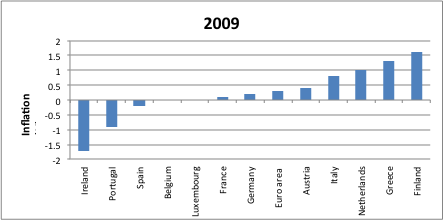 2009
Inflation
2
1.5
1
0.5
0
-0.5
-1
-1.5
-2
Ireland
Portugal
Spain
Belgium
Luxembourg
France
Germany
Euro area
Austria
Italy
Netherlands
Greece
Finland